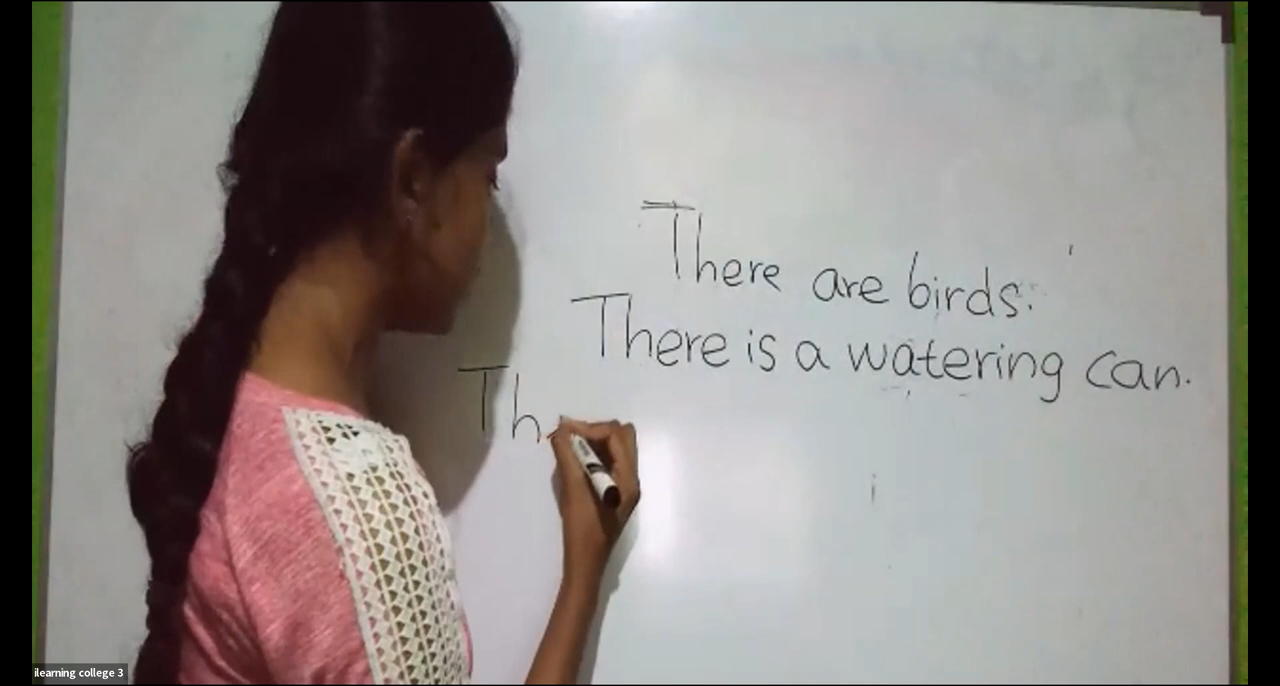 There are birds.
There is a watering can.
Th
ilearning college 3